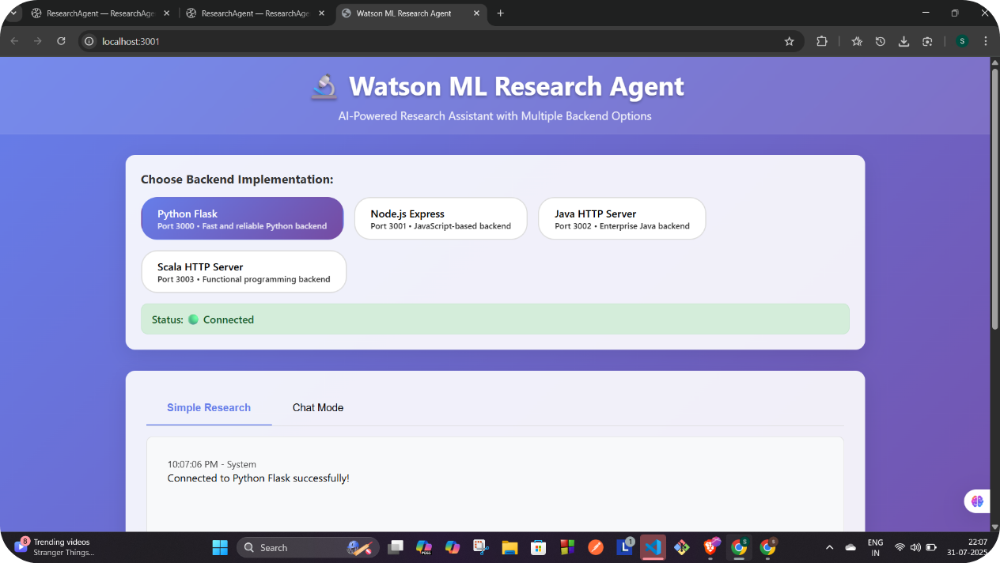 ResearchAgent — ResearchAge
ResearchAgent — ResearchAge
Watson ML Research Agent
localhost:3001
S
Watson ML Research Agent
AI-Powered Research Assistant with Multiple Backend Options
Choose Backend Implementation:
Python Flask
Port 3000 • Fast and reliable Python backend
Node.js Express
Port 3001 • JavaScript-based backend
Java HTTP Server
Port 3002 • Enterprise Java backend
Scala HTTP Server
Port 3003 • Functional programming backend
Status: Connected
Simple Research
Chat Mode
10:07:06 PM - System
Connected to Python Flask successfully!
8
Trending videos
Stranger Things...
Search
L
1
S
S
ENG
IN
22:07
31-07-2025